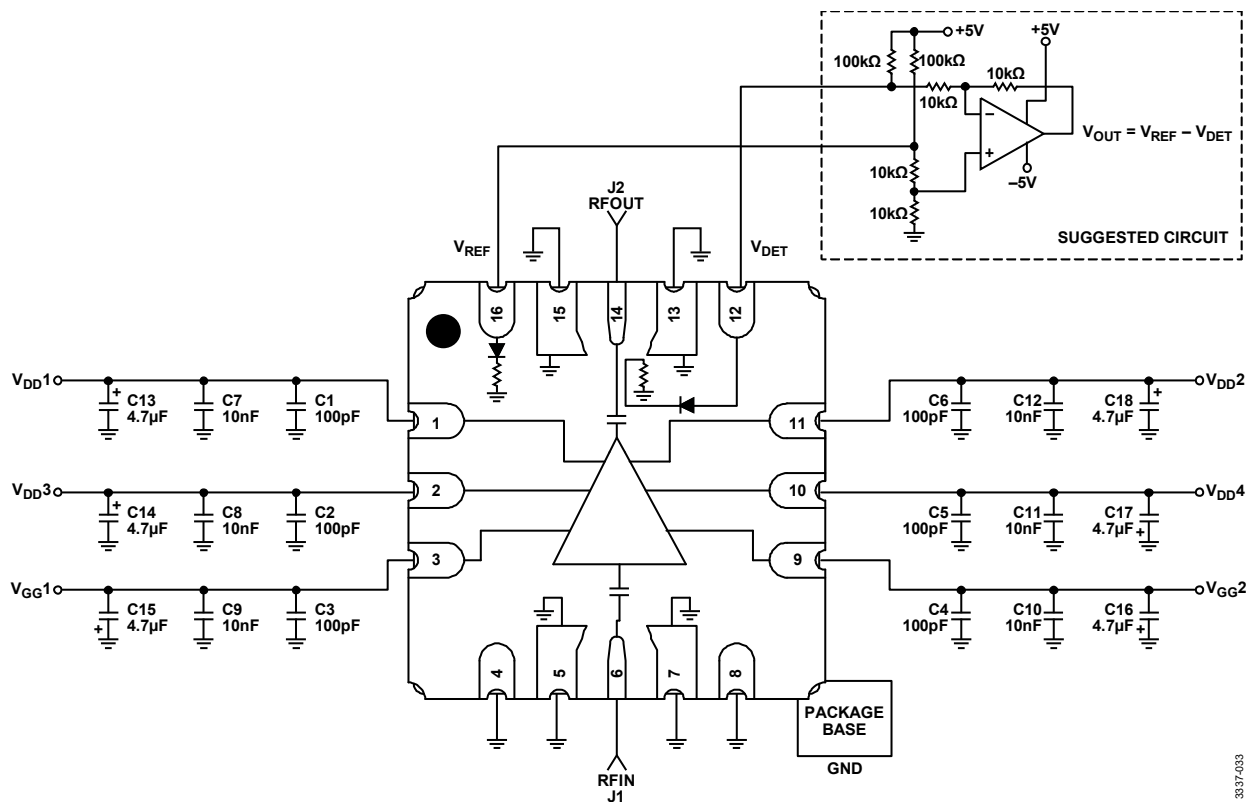 +5V
+5V
100kΩ
100kΩ
10kΩ
10kΩ
–
+
VOUT = VREF – VDET
–5V
10kΩ
10kΩ
SUGGESTED CIRCUIT
J2
RFOUT
VREF
VDET
16
15
14
13
12
VDD1
+
C13
4.7µF
C7
10nF
C1
100pF
1
11
C6
100pF
C12
10nF
C18
4.7µF
+
VDD2
VDD3
+
C14
4.7µF
C8
10nF
C2
100pF
2
10
C5
100pF
C11
10nF
C17
4.7µF
+
VDD4
3
9
VGG1
C15
4.7µF
+
C9
10nF
C3
100pF
C4
100pF
C10
10nF
C16
4.7µF
+
VGG2
4
5
6
7
8
PACKAGE
BASE
GND
RFIN
J1
3337-033